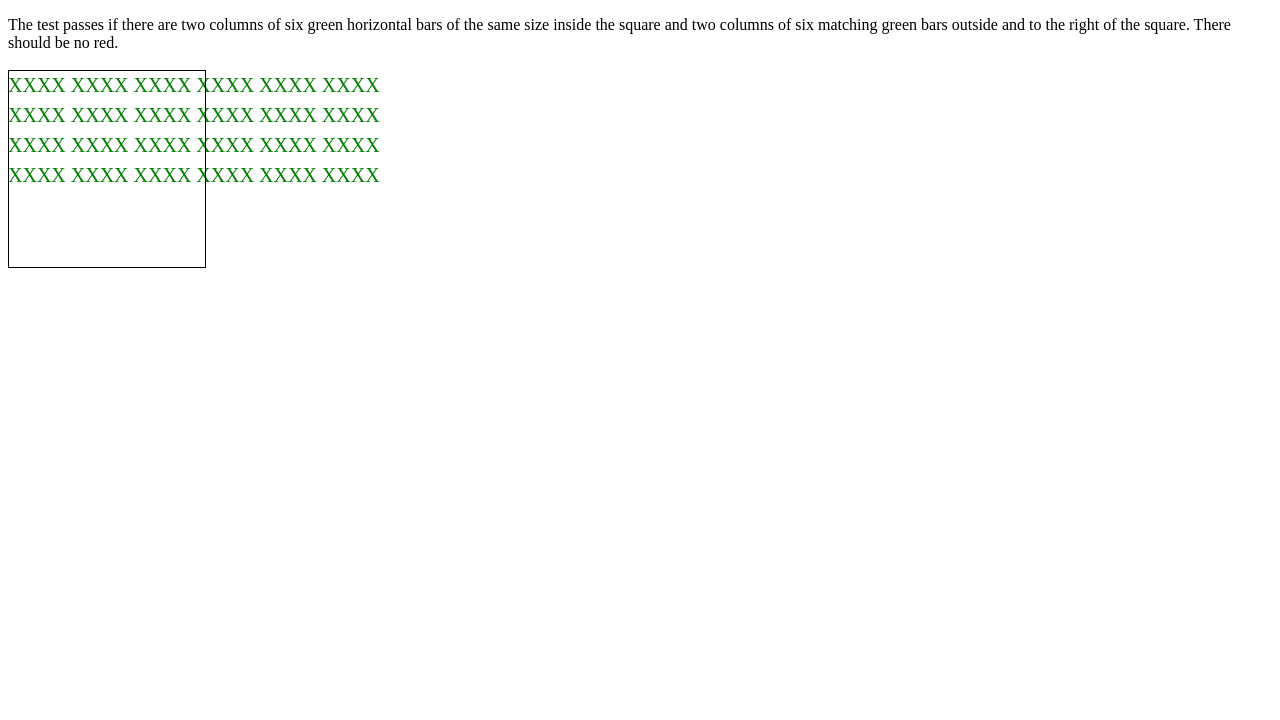 The test passes if there are two columns of six green horizontal bars of the same size inside the square and two columns of six matching green bars outside and to the right of the square. There
should be no red.
XXXX XXXX XXXX XXXX XXXX XXXX
XXXX XXXX XXXX XXXX XXXX XXXX
XXXX XXXX XXXX XXXX XXXX XXXX
XXXX XXXX XXXX XXXX XXXX XXXX